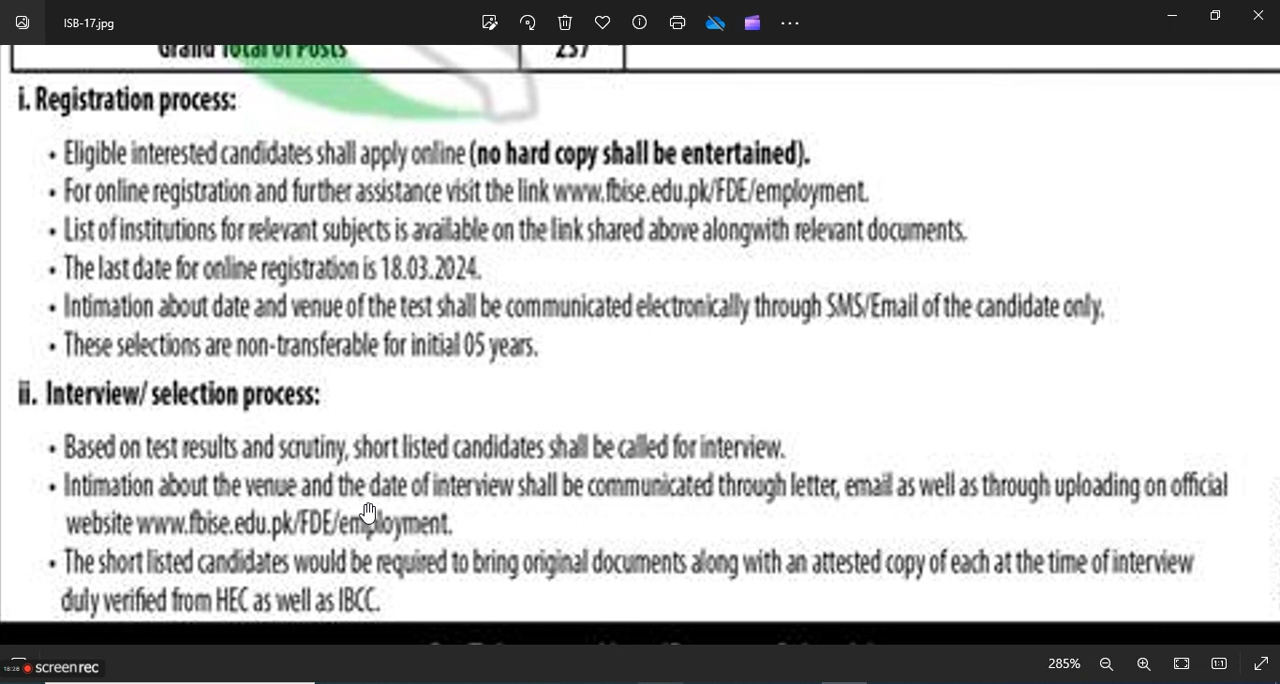 ISB-17.jpg
Grand Total of Posts 237
i. Registration process:
• Eligible interested candidates shall apply online (no hard copy shall be entertained).
• For online registration and further assistance visit the link www.fbise.edu.pk/FDE/employment.
• List of institutions for relevant subjects is available on the link shared above alongwith relevant documents.
• The last date for online registration is 18.03.2024.
• Intimation about date and venue of the test shall be communicated electronically through SMS/Email of the candidate only.
• These selections are non-transferable for initial 05 years.
ii. Interview/ selection process:
• Based on test results and scrutiny, short listed candidates shall be called for interview.
• Intimation about the venue and the date of interview shall be communicated through letter, email as well as through uploading on official
website www.fbise.edu.pk/FDE/employment.
• The short listed candidates would be required to bring original documents along with an attested copy of each at the time of interview
duly verified from HEC as well as IBCC.
18:28 screenrec
285% 1:1